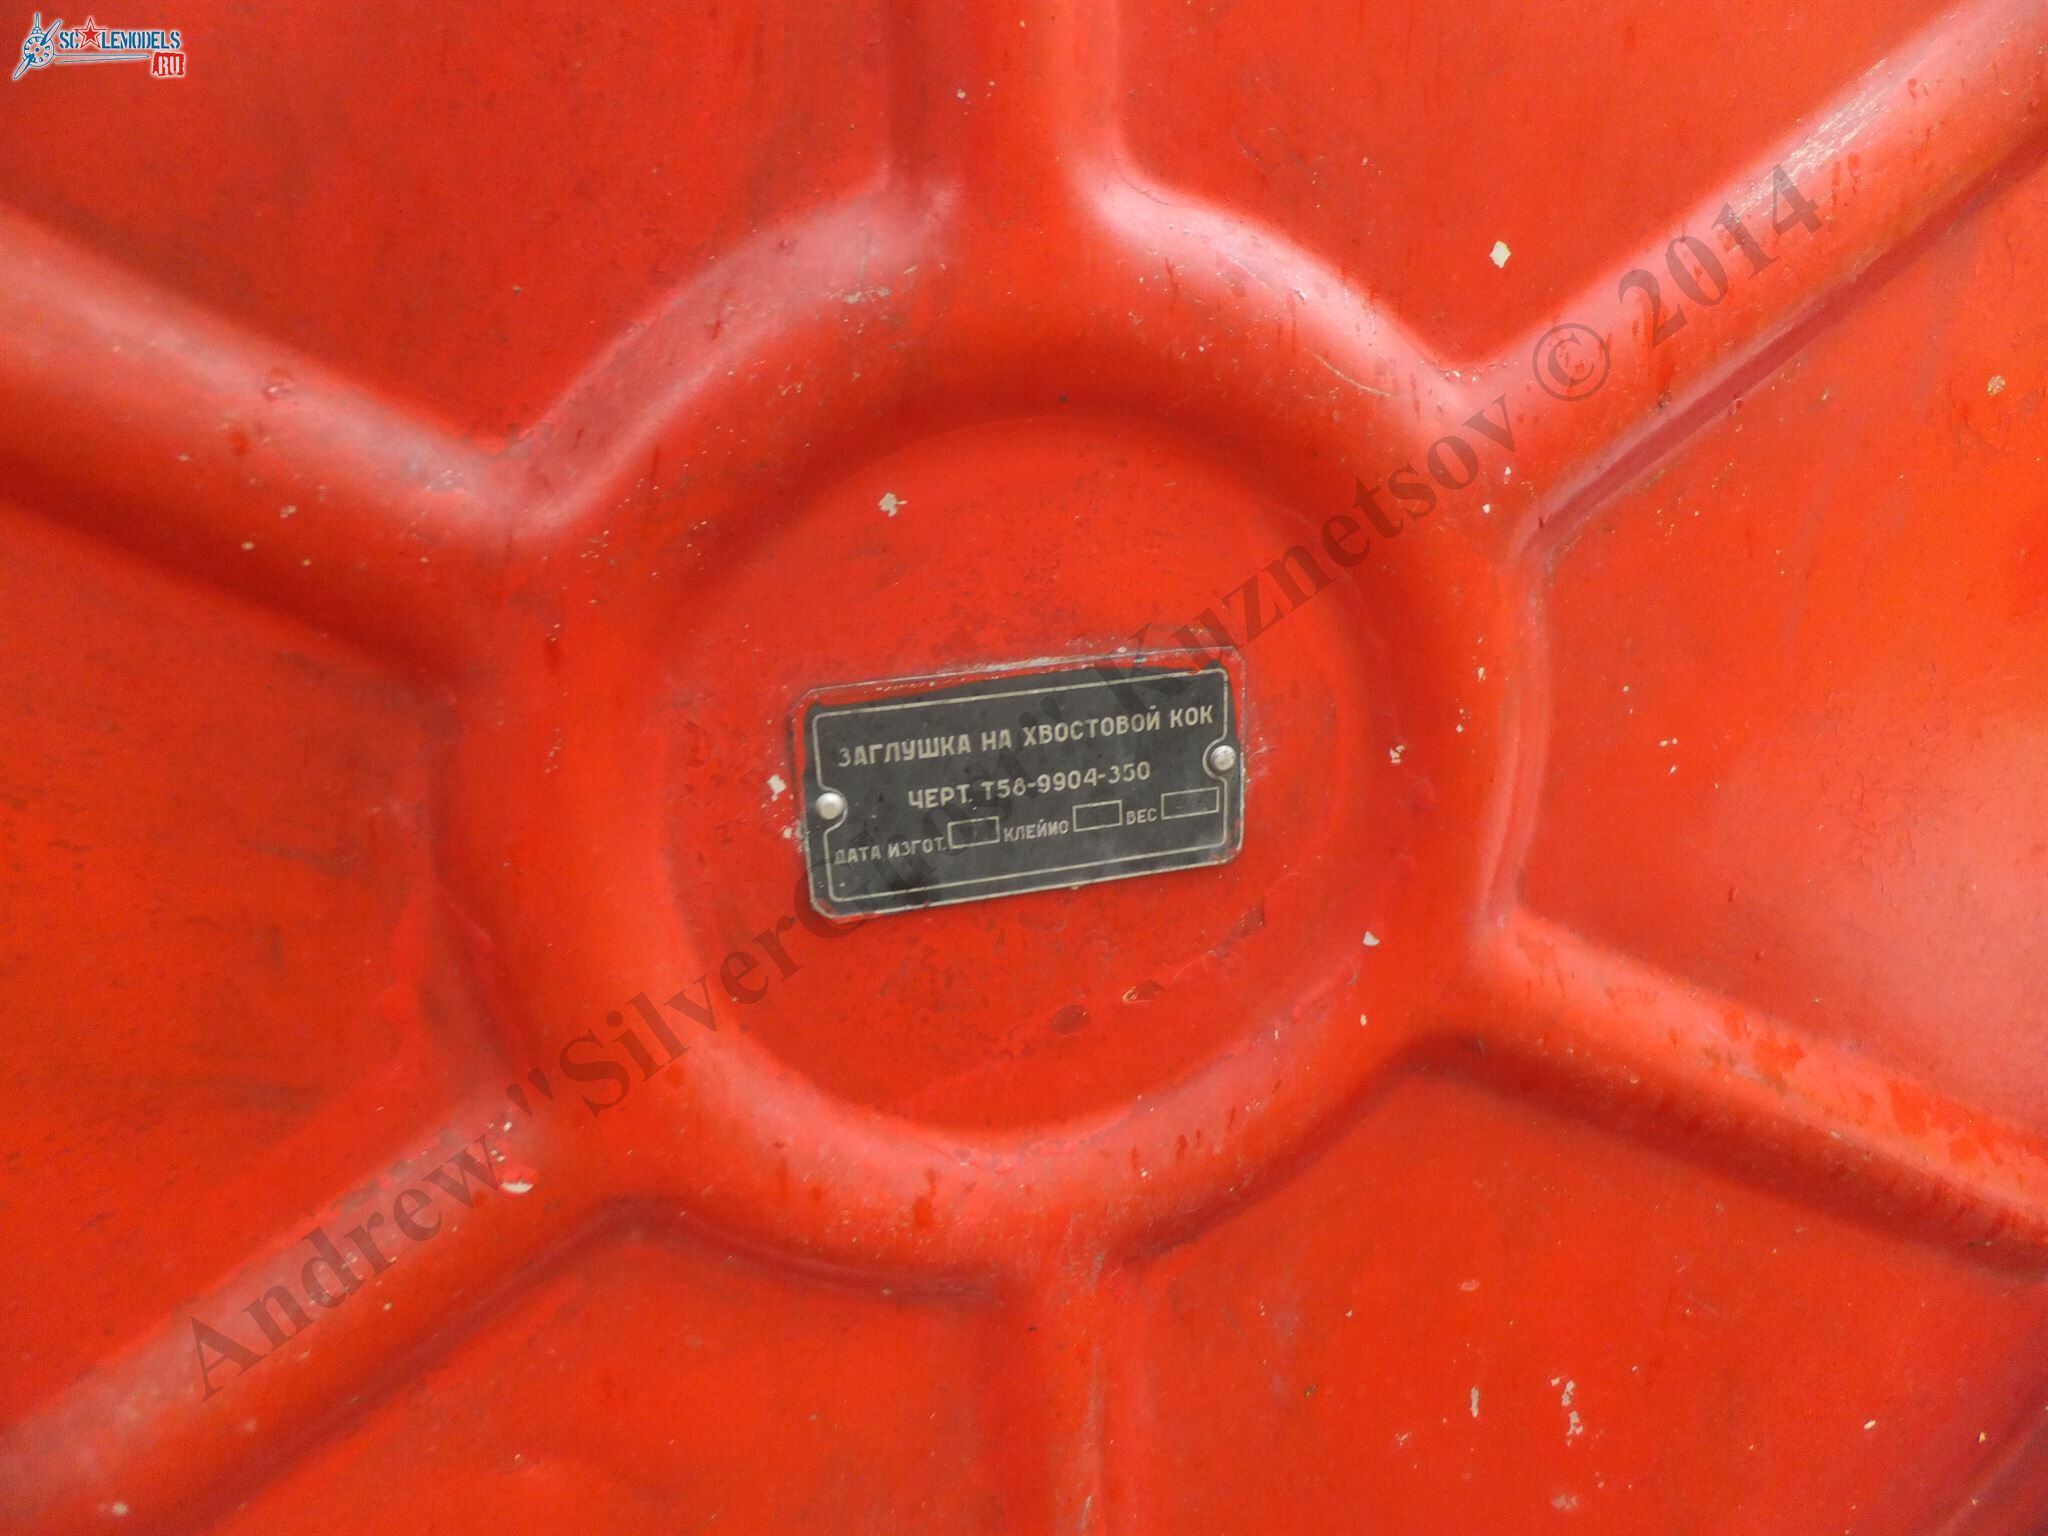 SCALEMODELS
.RU
ЗАГЛУШКА НА ХВОСТОВОЙ КОК
ЧЕРТ. Т58-9904-350
ДАТА ИЗГОТ. КЛЕЙМО ВЕС
Andrew "SilverGhost" Kuznetsov © 2014